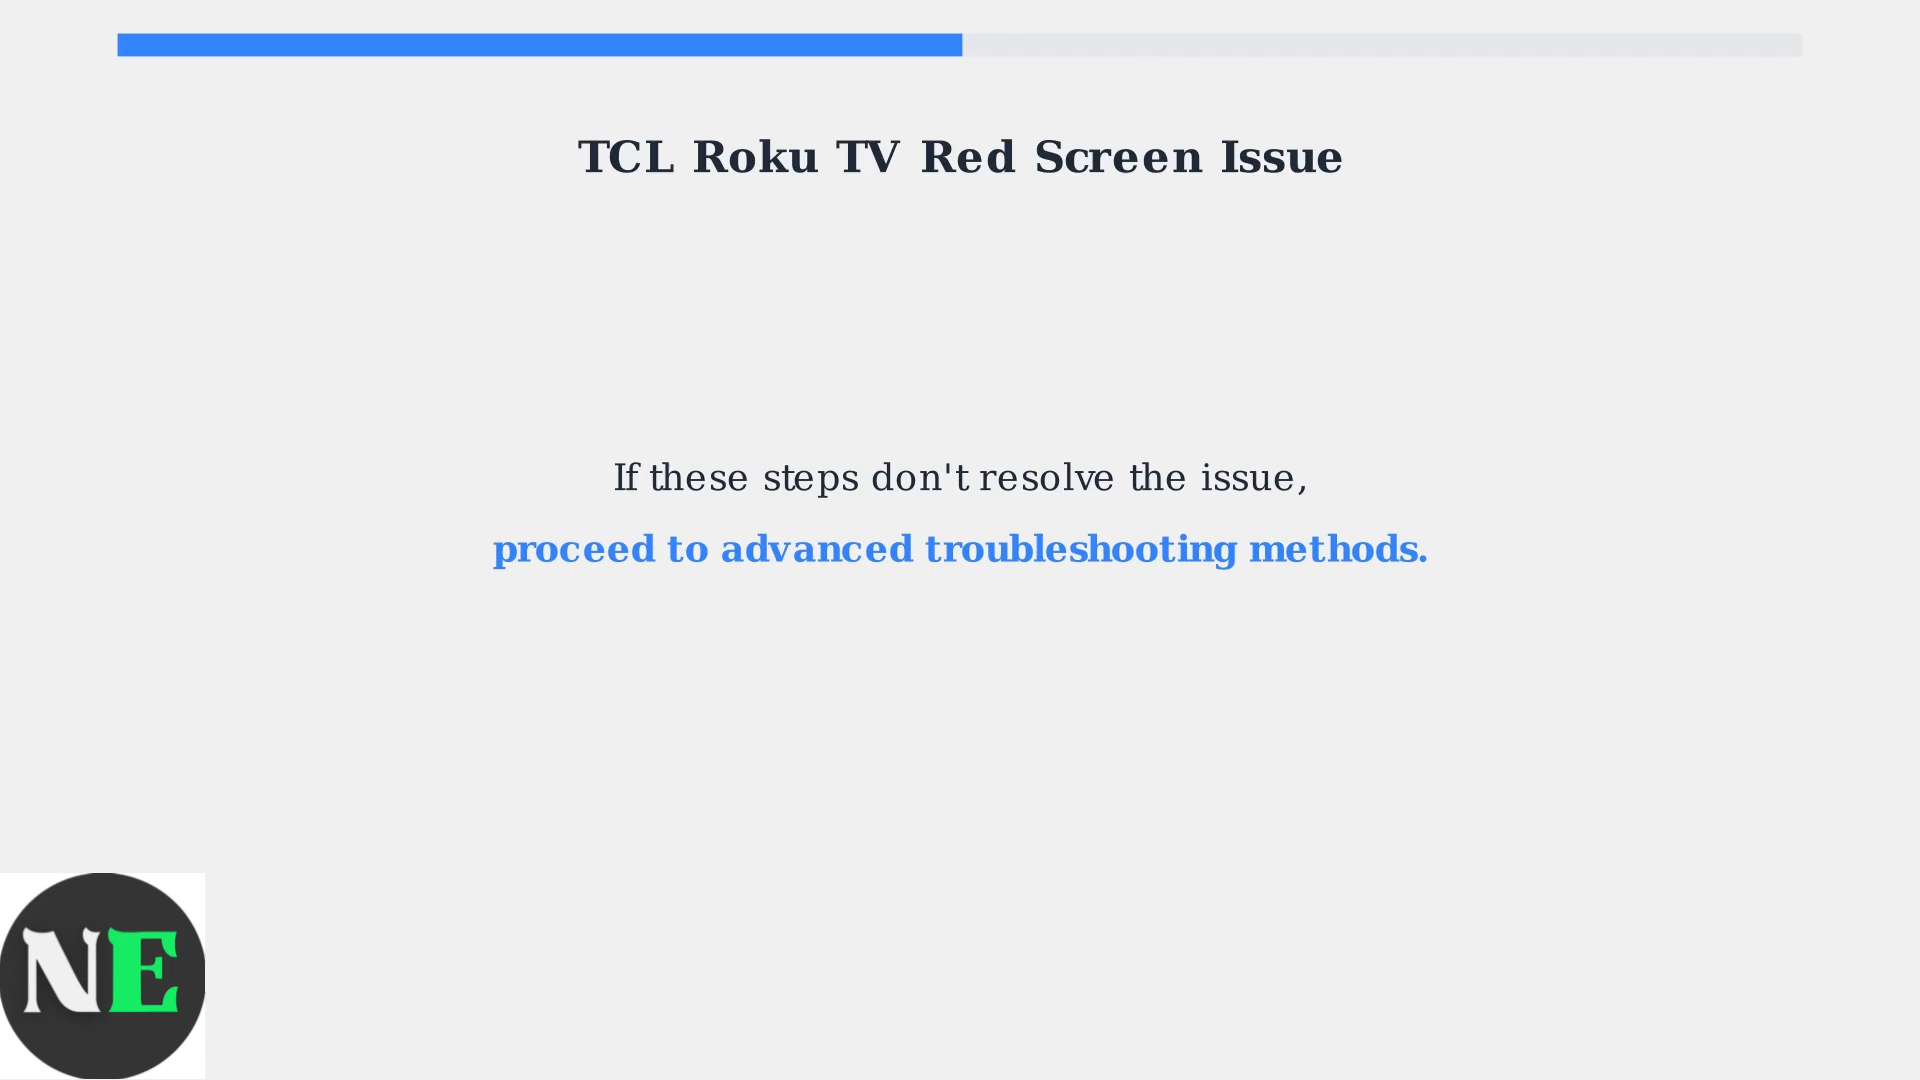 TCL Roku TV Red Screen Issue
If these steps don't resolve the issue,
proceed to advanced troubleshooting methods.
NE